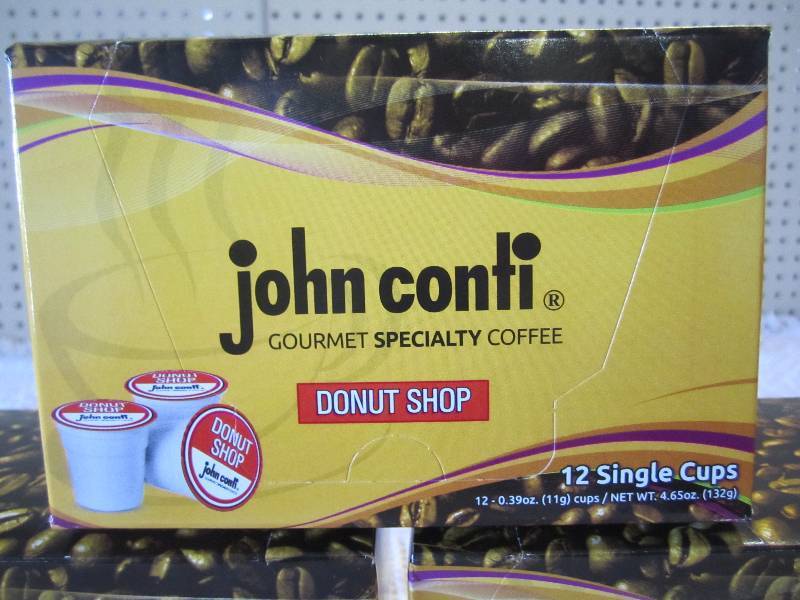 john conti ®
GOURMET SPECIALTY COFFEE
DONUT SHOP
DONUT
SHOP
john conti
DONUT
SHOP
john conti
DONUT
SHOP
john conti
12 Single Cups
12 - 0.39oz. (11g) cups / NET WT. 4.65oz. (132g)